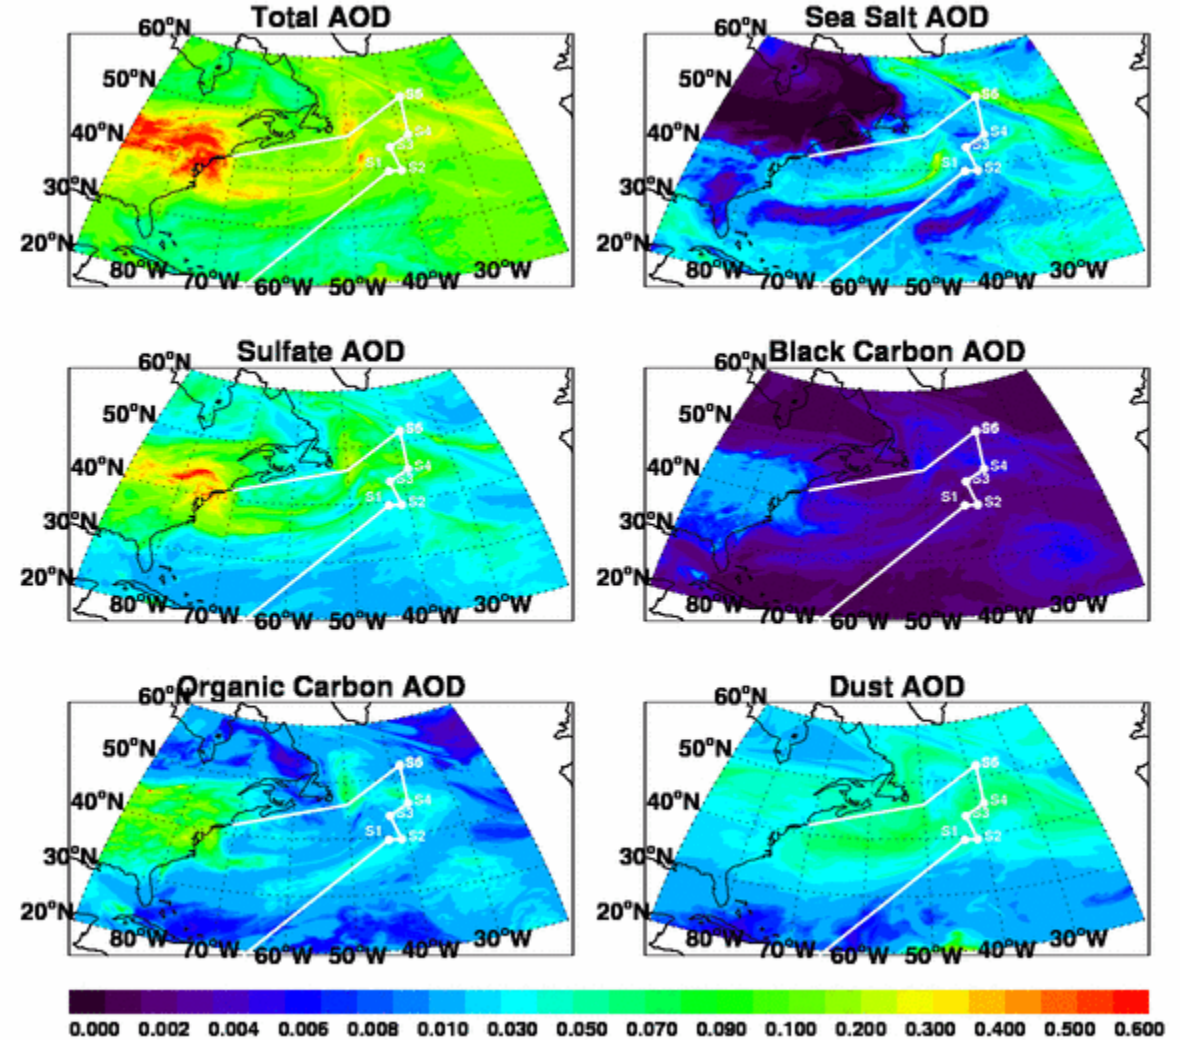 Total AOD
60°N
50°N
40°N
30°N
20°N
80°W
70°W
60°W
50°W
40°W
30°W
S1
S2
S3
S4
Sea Salt AOD
60°N
50°N
40°N
30°N
20°N
80°W
70°W
60°W
50°W
40°W
30°W
S1
S2
S3
S4
Sulfate AOD
60°N
50°N
40°N
30°N
20°N
80°W
70°W
60°W
50°W
40°W
30°W
S1
S2
S3
S4
Black Carbon AOD
60°N
50°N
40°N
30°N
20°N
80°W
70°W
60°W
50°W
40°W
30°W
S1
S2
S3
S4
Organic Carbon AOD
60°N
50°N
40°N
30°N
20°N
80°W
70°W
60°W
50°W
40°W
30°W
S1
S2
S3
S4
Dust AOD
60°N
50°N
40°N
30°N
20°N
80°W
70°W
60°W
50°W
40°W
30°W
S1
S2
S3
S4
0.000 0.002 0.004 0.006 0.008 0.010 0.030 0.050 0.070 0.090 0.100 0.200 0.300 0.400 0.500 0.600